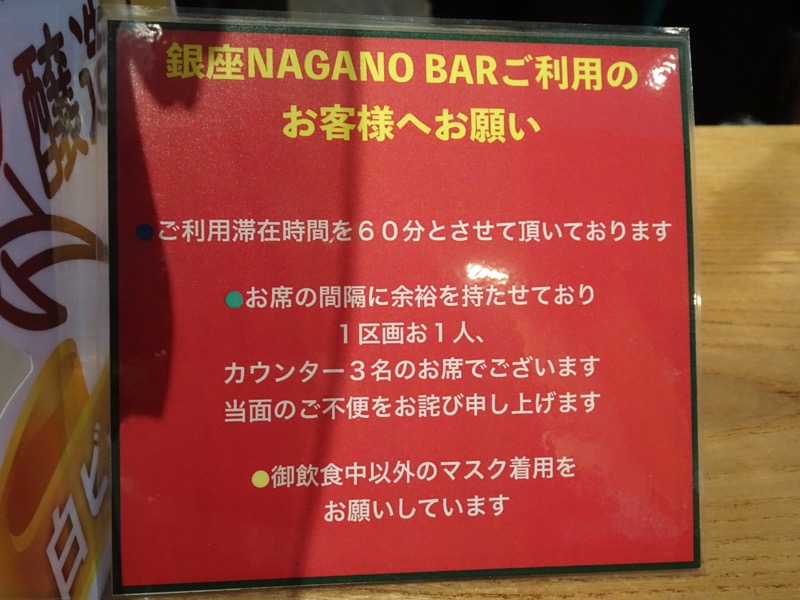 銀座NAGANO BARご利用の
お客様へお願い
●ご利用滞在時間を６０分とさせて頂いております
●お席の間隔に余裕を持たせており
１区画お１人、
カウンター３名のお席でございます
当面のご不便をお詫び申し上げます
●御飲食中以外のマスク着用を
お願いしています
醸造
白ビ